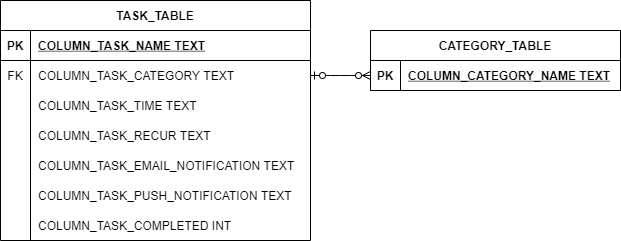 TASK_TABLE
PK COLUMN_TASK_NAME TEXT
FK COLUMN_TASK_CATEGORY TEXT
COLUMN_TASK_TIME TEXT
COLUMN_TASK_RECUR TEXT
COLUMN_TASK_EMAIL_NOTIFICATION TEXT
COLUMN_TASK_PUSH_NOTIFICATION TEXT
COLUMN_TASK_COMPLETED INT
CATEGORY_TABLE
PK COLUMN_CATEGORY_NAME TEXT